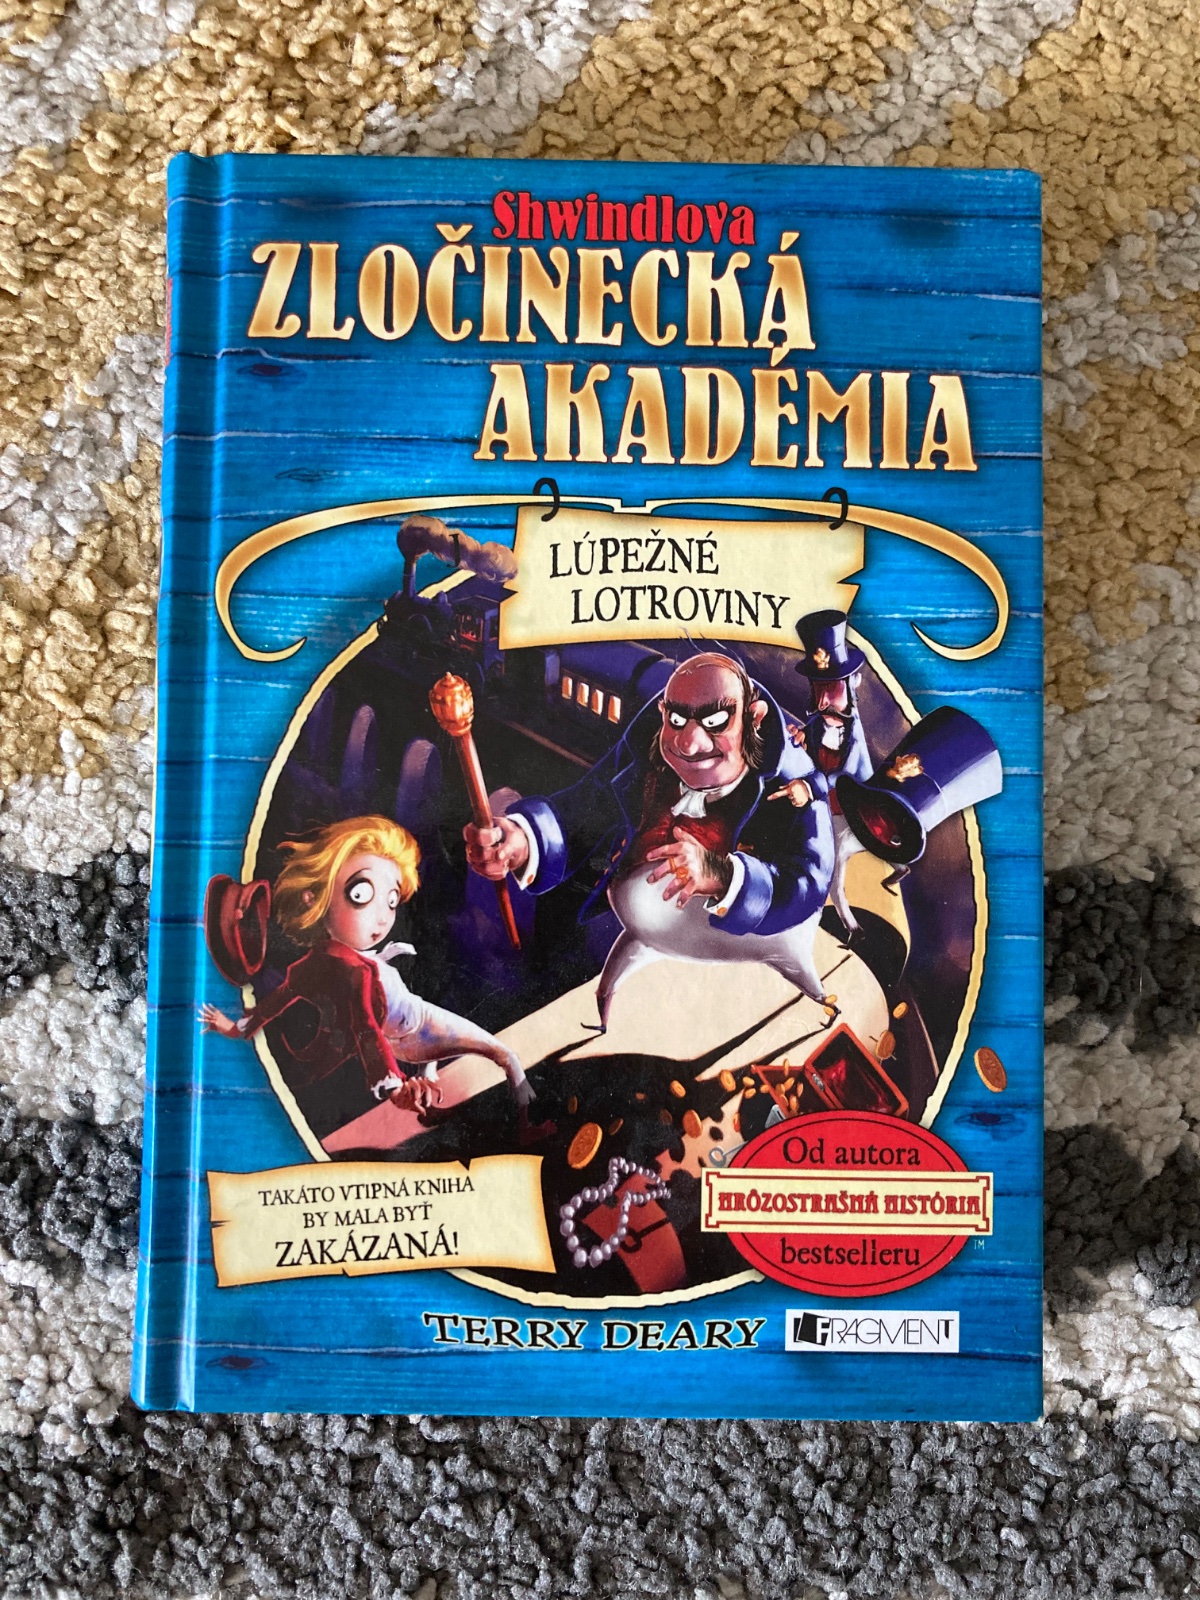 Shwindlova
ZLOČINECKÁ
AKADÉMIA
LÚPEŽNÉ
LOTROVINY
TAKÁTO VTIPNÁ KNIHA
BY MALA BYŤ
ZAKÁZANÁ!
Od autora
HRÔZOSTRAŠNÁ HISTÓRIA
bestselleru
TM
TERRY DEARY
FRAGMENT